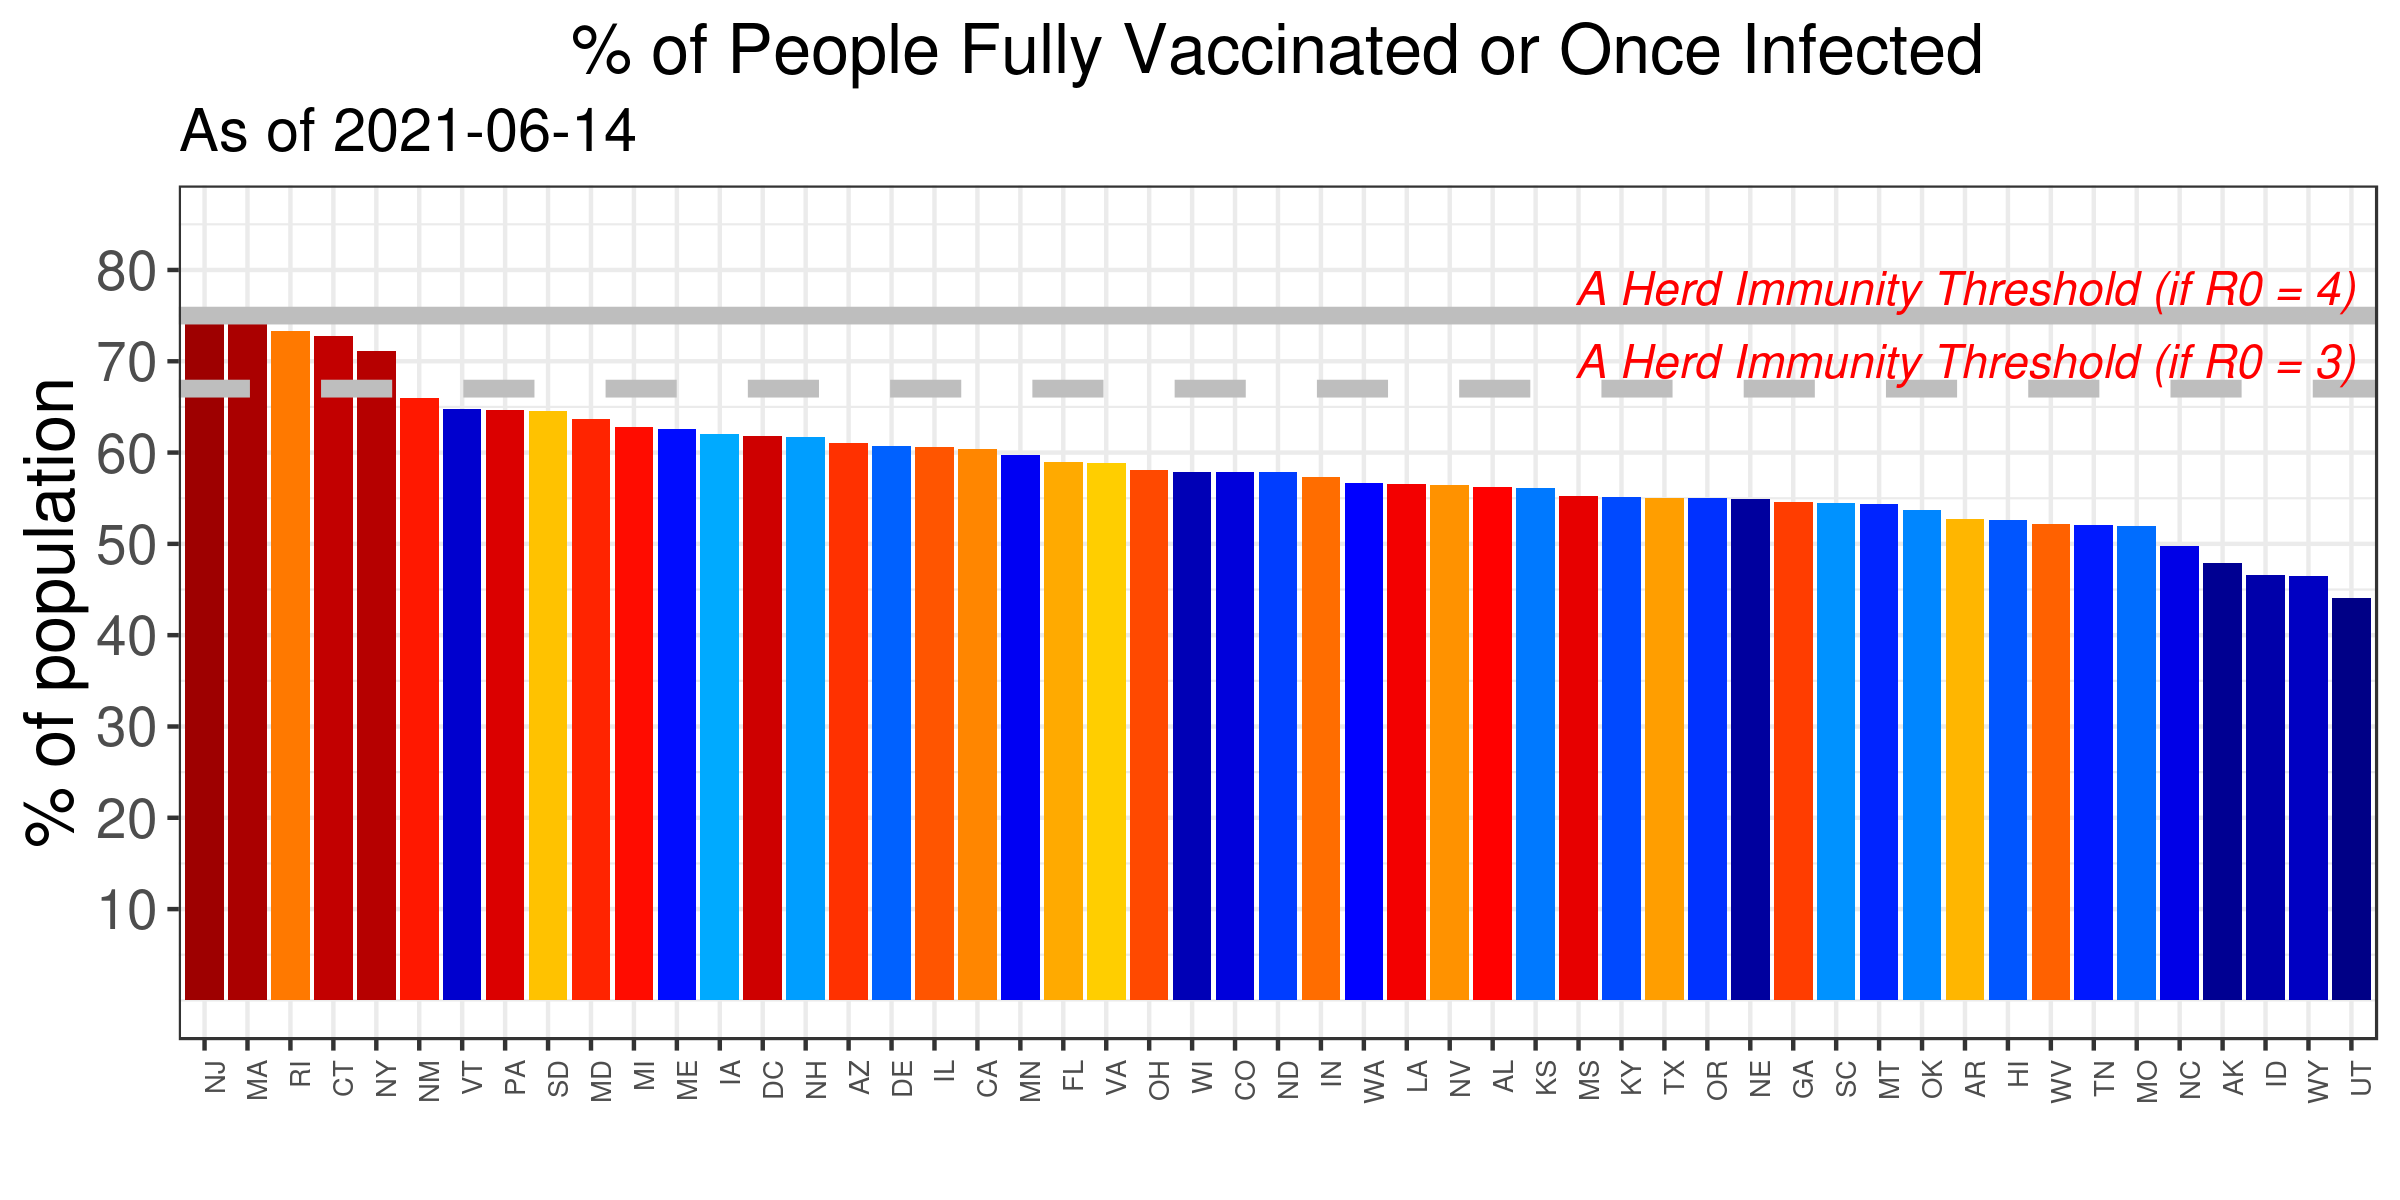 % of People Fully Vaccinated or Once Infected
As of 2021-06-14
% of population
80
70
60
50
40
30
20
10
A Herd Immunity Threshold (if R0 = 4)
A Herd Immunity Threshold (if R0 = 3)
NJ MA RI CT NY NM VT PA SD MD MI ME IA DC NH AZ DE IL CA MN FL VA OH WI CO ND IN WA LA NV AL KS MS KY TX OR NE GA SC MT OK AR HI WV TN MO NC AK ID WY UT